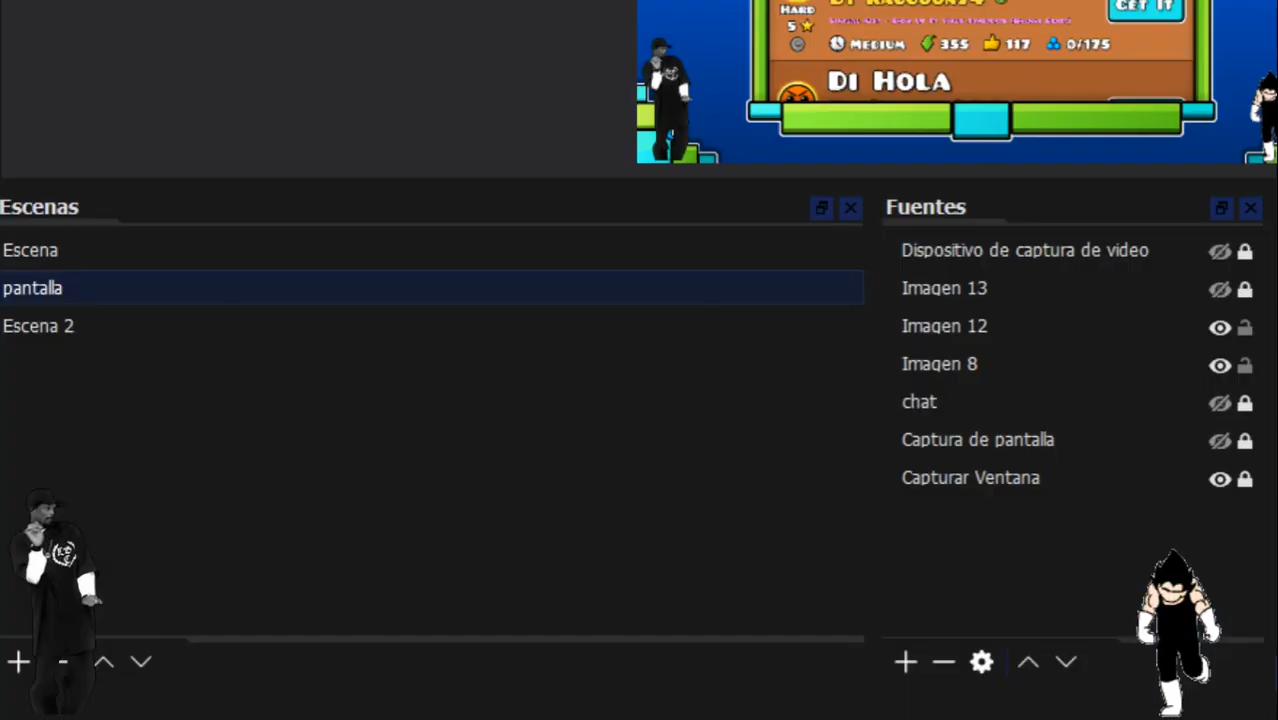 HARD
GET IT
5
MEDIUM 355 117 0/175
DI HOLA
Escenas
Fuentes
Escena
pantalla
Escena 2
Dispositivo de captura de video
Imagen 13
Imagen 12
Imagen 8
chat
Captura de pantalla
Capturar Ventana